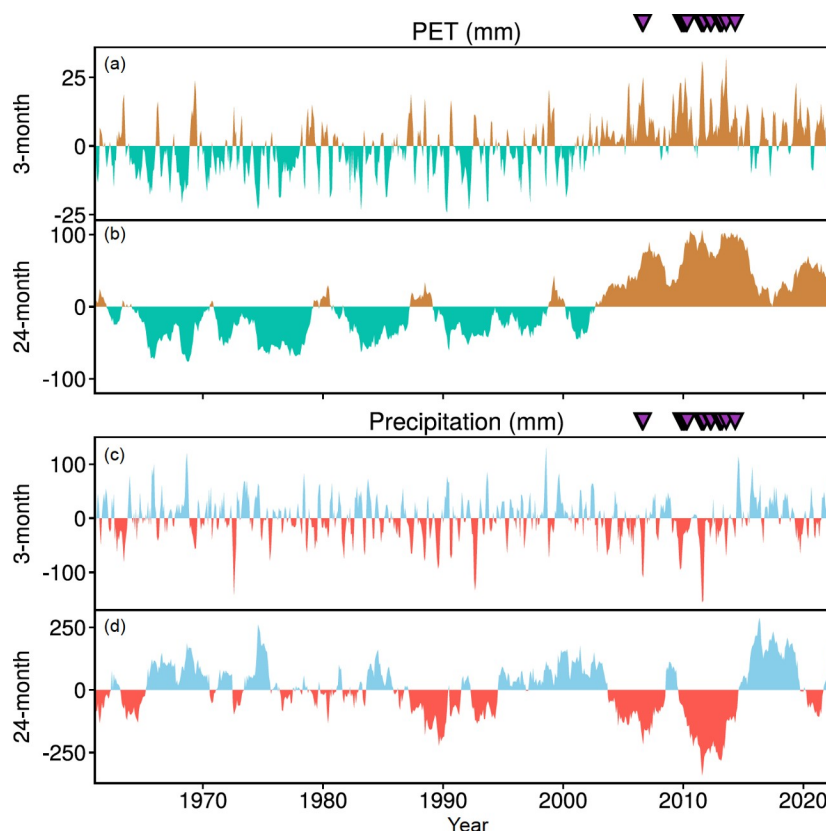 PET (mm)
(a)
3-month
25
0
-25
(b)
24-month
100
0
-100
Precipitation (mm)
(c)
3-month
100
0
-100
(d)
24-month
250
0
-250
1970 1980 1990 2000 2010 2020
Year